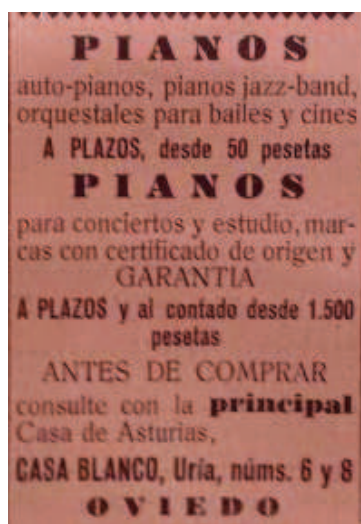 PIANOS
auto-pianos, pianos jazz-band,
orquestales para bailes y cines
A PLAZOS, desde 50 pesetas
PIANOS
para conciertos y estudio, mar-
cas con certificado de origen y
GARANTIA
A PLAZOS y al contado desde 1.500
pesetas
ANTES DE COMPRAR
consulte con la principal
Casa de Asturias,
CASA BLANCO, Uría, núms. 6 y 8
OVIEDO